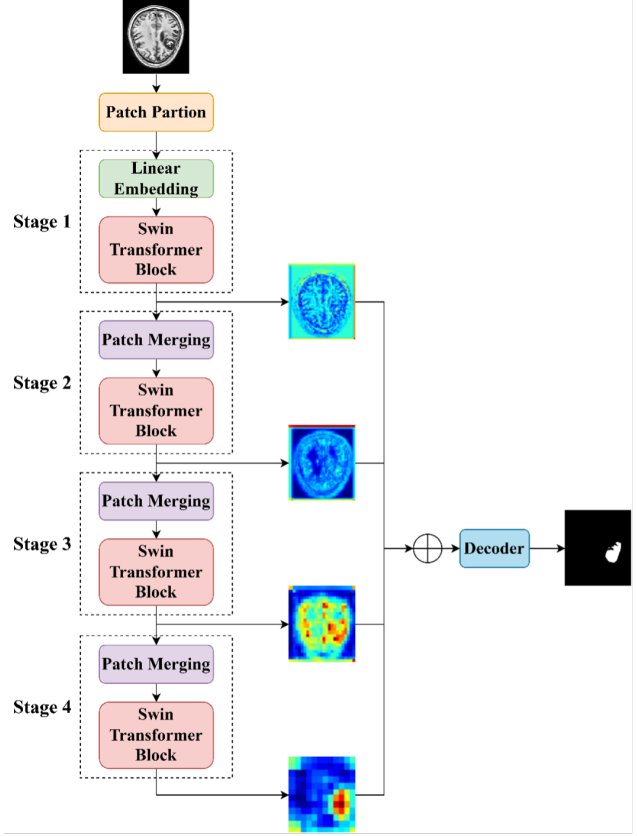 Patch Partion
Stage 1
Linear
Embedding
Swin
Transformer
Block
Stage 2
Patch Merging
Swin
Transformer
Block
Stage 3
Patch Merging
Swin
Transformer
Block
Decoder
Stage 4
Patch Merging
Swin
Transformer
Block